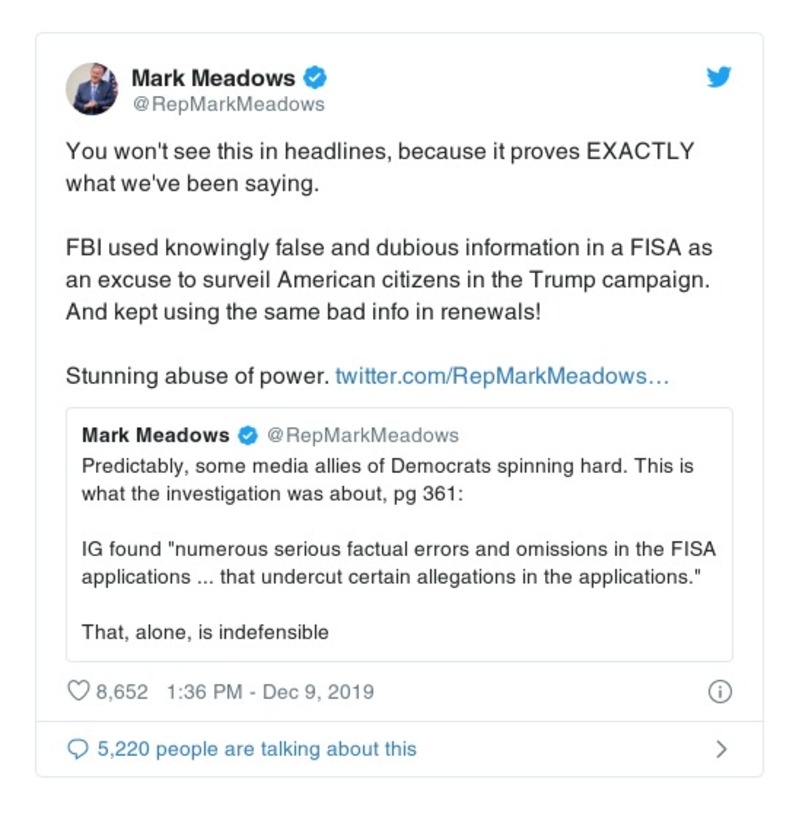 Mark Meadows
@RepMarkMeadows
You won't see this in headlines, because it proves EXACTLY
what we've been saying.
FBI used knowingly false and dubious information in a FISA as
an excuse to surveil American citizens in the Trump campaign.
And kept using the same bad info in renewals!
Stunning abuse of power. twitter.com/RepMarkMeadows…
Mark Meadows @RepMarkMeadows
Predictably, some media allies of Democrats spinning hard. This is
what the investigation was about, pg 361:
IG found "numerous serious factual errors and omissions in the FISA
applications ... that undercut certain allegations in the applications."
That, alone, is indefensible
8,652 1:36 PM - Dec 9, 2019
5,220 people are talking about this